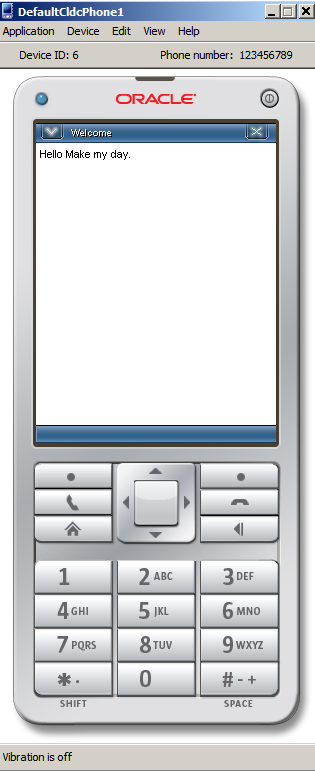 DefaultCldcPhone1
Application Device Edit View Help
Device ID: 6 Phone number: 123456789
ORACLE
Welcome
Hello Make my day.
1 2 ABC 3 DEF
4 GHI 5 JKL 6 MNO
7 PQRS 8 TUV 9 WXYZ
* . 0 # - +
SHIFT SPACE
Vibration is off